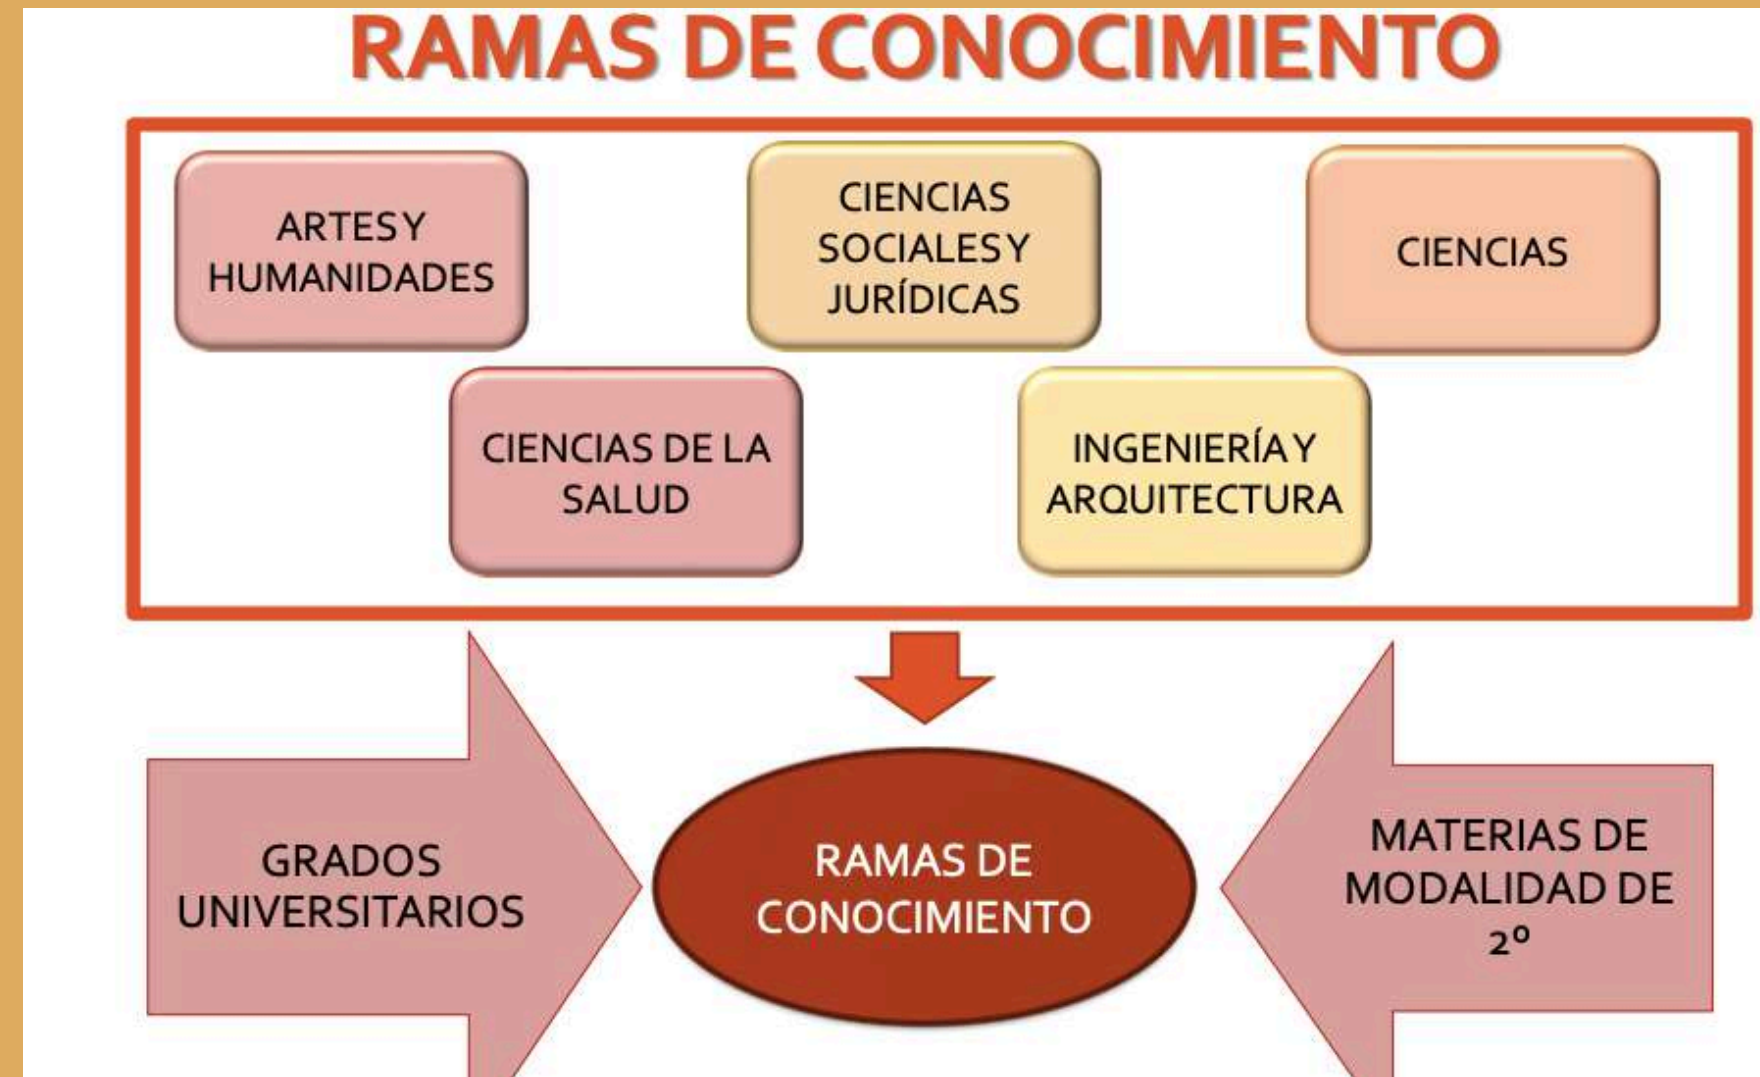 RAMAS DE CONOCIMIENTO
ARTES Y
HUMANIDADES
CIENCIAS
SOCIALES Y
JURÍDICAS
CIENCIAS
CIENCIAS DE LA
SALUD
INGENIERÍA Y
ARQUITECTURA
GRADOS
UNIVERSITARIOS
RAMAS DE
CONOCIMIENTO
MATERIAS DE
MODALIDAD DE
2º